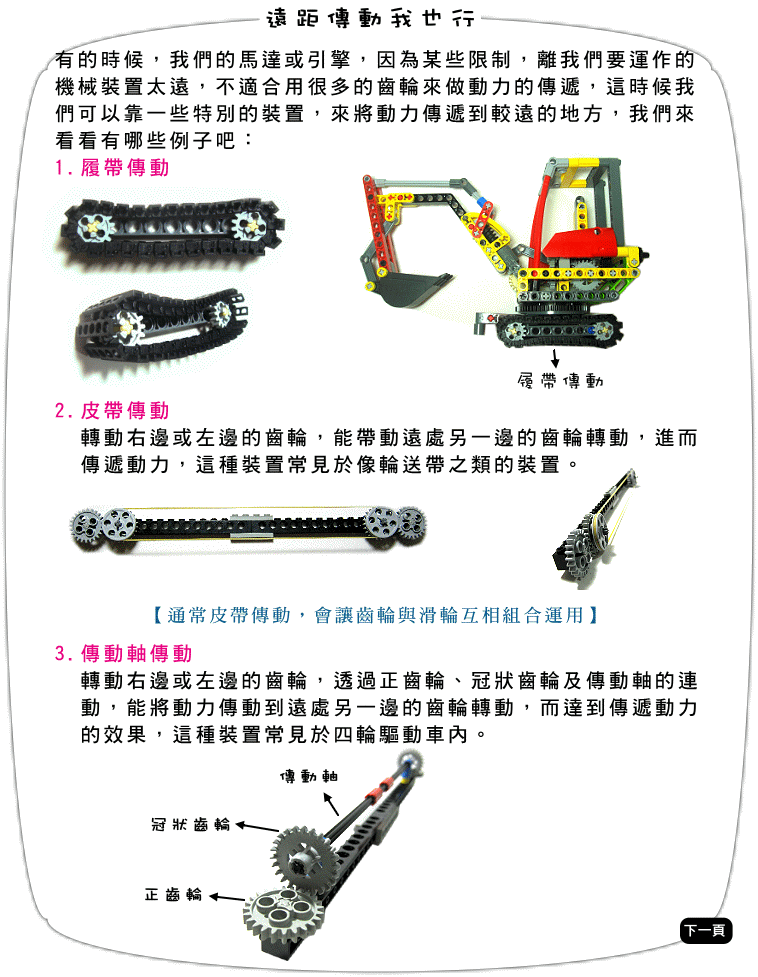 遠距傳動我也行
有的時候，我們的馬達或引擎，因為某些限制，離我們要運作的
機械裝置太遠，不適合用很多的齒輪來做動力的傳遞，這時候我
們可以靠一些特別的裝置，來將動力傳遞到較遠的地方，我們來
看看有哪些例子吧：
1.履帶傳動
履帶傳動
2.皮帶傳動
轉動右邊或左邊的齒輪，能帶動遠處另一邊的齒輪轉動，進而
傳遞動力，這種裝置常見於像輸送帶之類的裝置。
【通常皮帶傳動，會讓齒輪與滑輪互相組合運用】
3.傳動軸傳動
轉動右邊或左邊的齒輪，透過正齒輪、冠狀齒輪及傳動軸的連
動，能將動力傳動到遠處另一邊的齒輪轉動，而達到傳遞動力
的效果，這種裝置常見於四輪驅動車內。
傳動軸
冠狀齒輪
正齒輪
下一頁